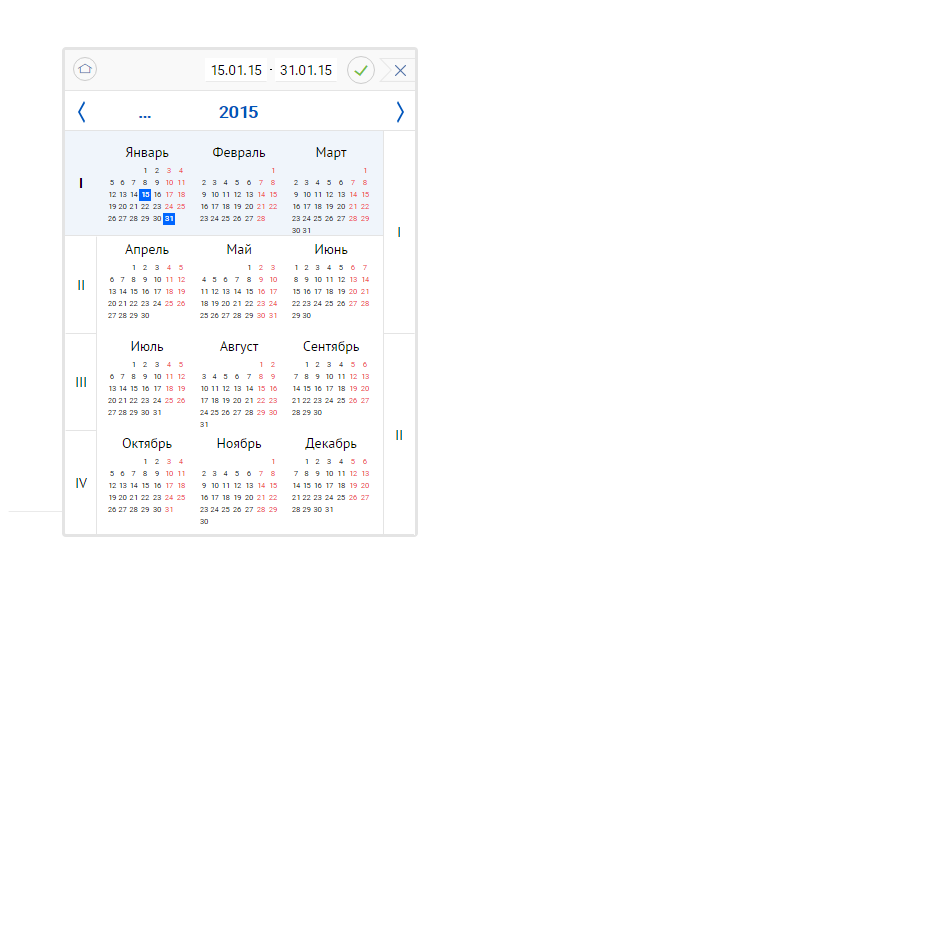 15.01.15 - 31.01.15
... 2015
Январь Февраль Март
1 2 3 4 1 1
I 5 6 7 8 9 10 11 2 3 4 5 6 7 8 2 3 4 5 6 7 8
12 13 14 15 16 17 18 9 10 11 12 13 14 15 9 10 11 12 13 14 15
19 20 21 22 23 24 25 16 17 18 19 20 21 22 16 17 18 19 20 21 22
26 27 28 29 30 31 23 24 25 26 27 28 23 24 25 26 27 28 29
30 31 I
Апрель Май Июнь
1 2 3 4 5 1 2 3 1 2 3 4 5 6 7
II 6 7 8 9 10 11 12 4 5 6 7 8 9 10 8 9 10 11 12 13 14
13 14 15 16 17 18 19 11 12 13 14 15 16 17 15 16 17 18 19 20 21
20 21 22 23 24 25 26 18 19 20 21 22 23 24 22 23 24 25 26 27 28
27 28 29 30 25 26 27 28 29 30 31 29 30
Июль Август Сентябрь
1 2 3 4 5 1 2 1 2 3 4 5 6
III 6 7 8 9 10 11 12 3 4 5 6 7 8 9 7 8 9 10 11 12 13
13 14 15 16 17 18 19 10 11 12 13 14 15 16 14 15 16 17 18 19 20
20 21 22 23 24 25 26 17 18 19 20 21 22 23 21 22 23 24 25 26 27
27 28 29 30 31 24 25 26 27 28 29 30 28 29 30
31 II
Октябрь Ноябрь Декабрь
1 2 3 4 1 1 2 3 4 5 6
IV 5 6 7 8 9 10 11 2 3 4 5 6 7 8 7 8 9 10 11 12 13
12 13 14 15 16 17 18 9 10 11 12 13 14 15 14 15 16 17 18 19 20
19 20 21 22 23 24 25 16 17 18 19 20 21 22 21 22 23 24 25 26 27
26 27 28 29 30 31 23 24 25 26 27 28 29 28 29 30 31
30